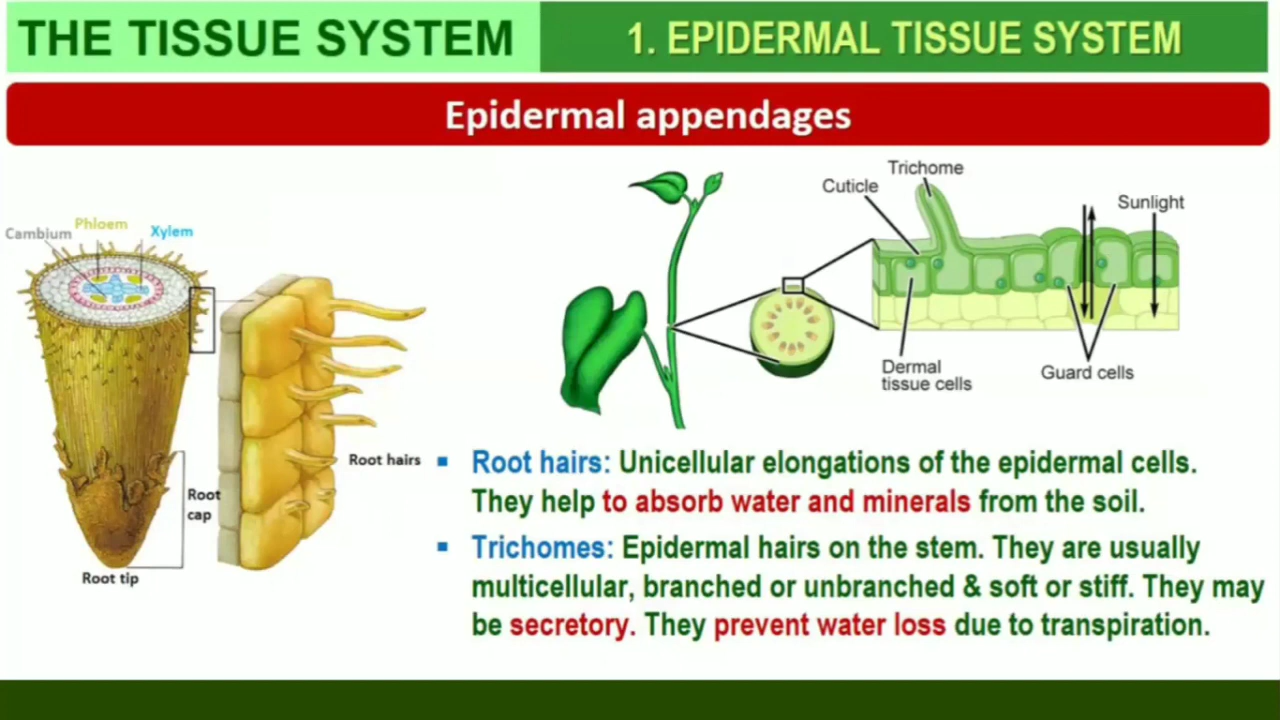 THE TISSUE SYSTEM
1. EPIDERMAL TISSUE SYSTEM
Epidermal appendages
Cambium
Phloem
Xylem
Root hairs
Root
cap
Root tip
Trichome
Cuticle
Sunlight
Dermal
tissue cells
Guard cells
▪ Root hairs: Unicellular elongations of the epidermal cells.
They help to absorb water and minerals from the soil.
▪ Trichomes: Epidermal hairs on the stem. They are usually
multicellular, branched or unbranched & soft or stiff. They may
be secretory. They prevent water loss due to transpiration.